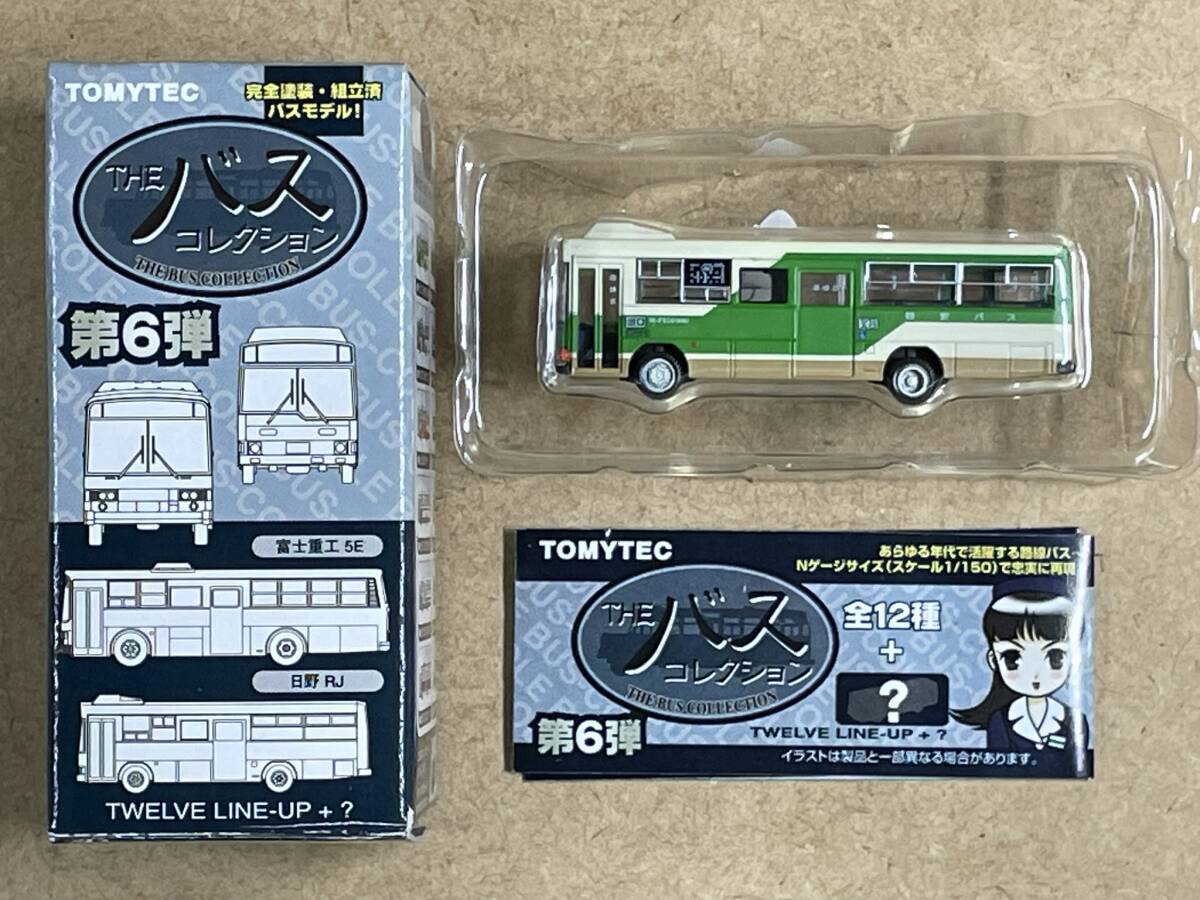 TOMYTEC
完全塗装・組立済
バスモデル!
THE バス
コレクション
THE BUS COLLECTION
第6弾
富士重工 5E
日野 RJ
TWELVE LINE-UP + ?
TOMYTEC
あらゆる年代で活躍する路線バス
Nゲージサイズ(スケール1/150)で忠実に再現
THE バス
コレクション
THE BUS COLLECTION
全12種
+
?
TWELVE LINE-UP + ?
第6弾
イラストは製品と一部異なる場合があります。